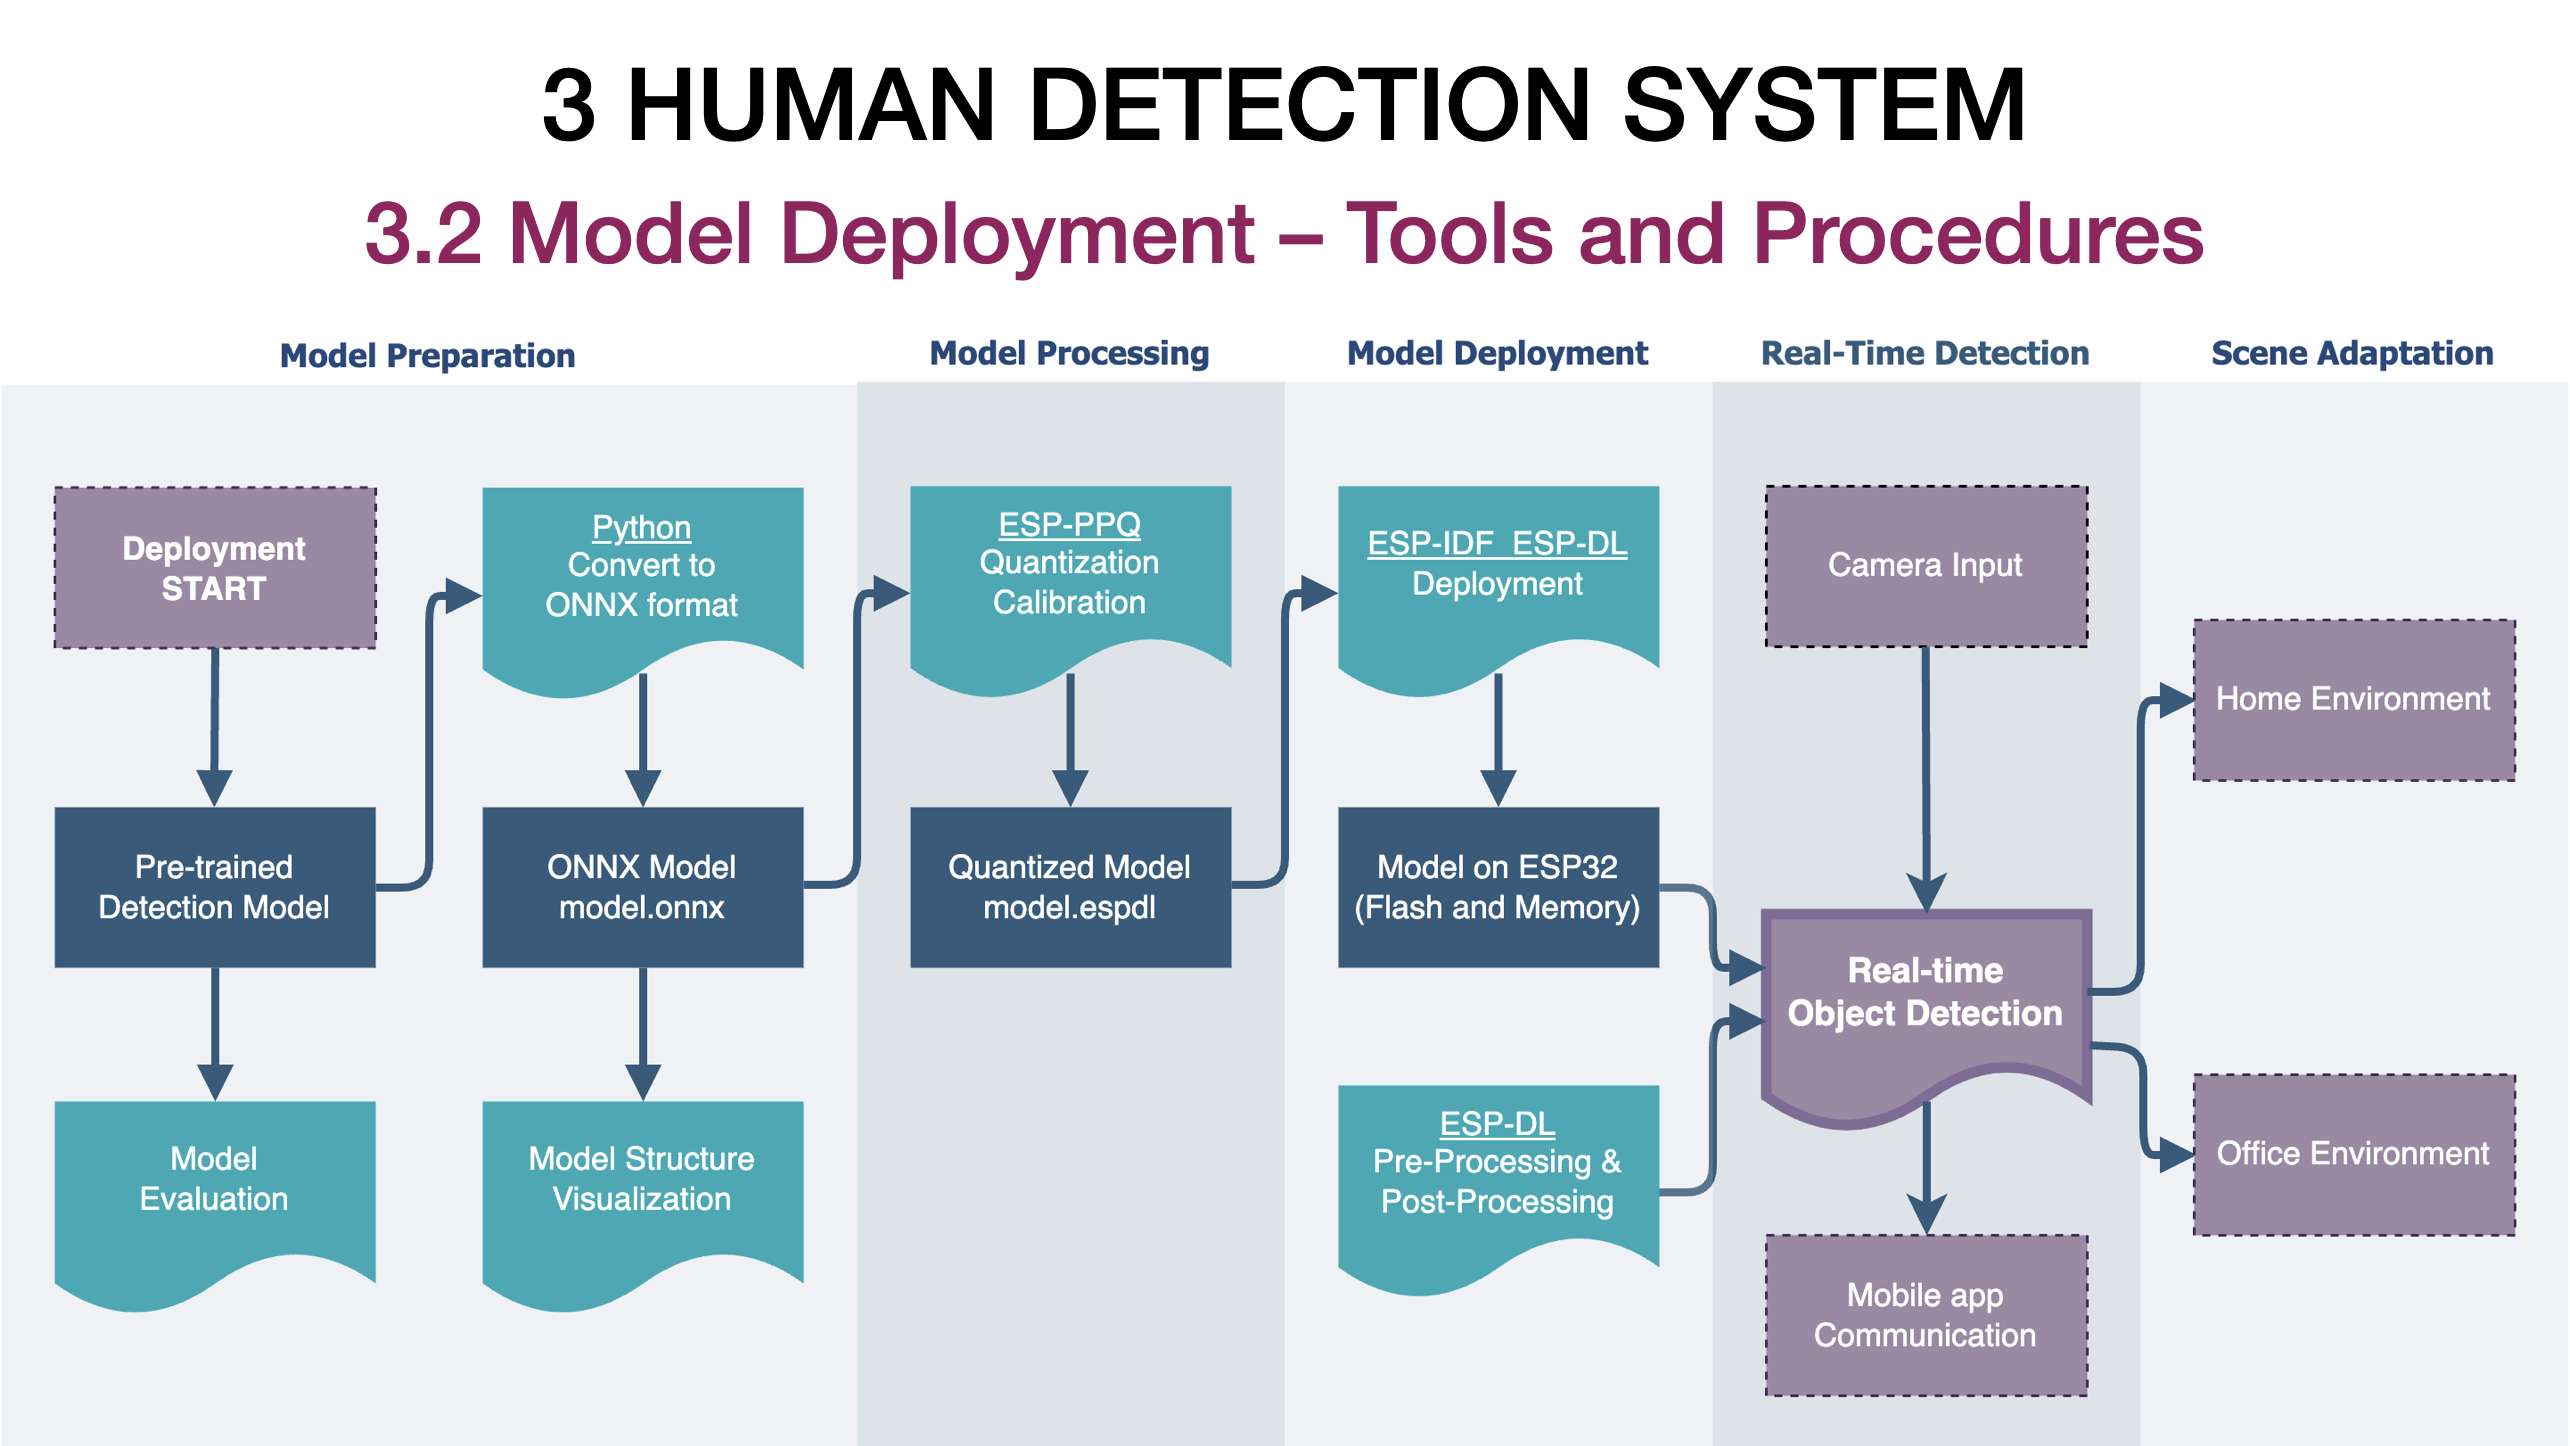 3 HUMAN DETECTION SYSTEM
3.2 Model Deployment – Tools and Procedures
Model Preparation
Model Processing
Model Deployment
Real-Time Detection
Scene Adaptation
Deployment
START
Pre-trained
Detection Model
Model
Evaluation
Python
Convert to
ONNX format
ONNX Model
model.onnx
Model Structure
Visualization
ESP-PPQ
Quantization
Calibration
Quantized Model
model.espdl
ESP-IDF  ESP-DL
Deployment
Model on ESP32
(Flash and Memory)
ESP-DL
Pre-Processing &
Post-Processing
Camera Input
Real-time
Object Detection
Mobile app
Communication
Home Environment
Office Environment